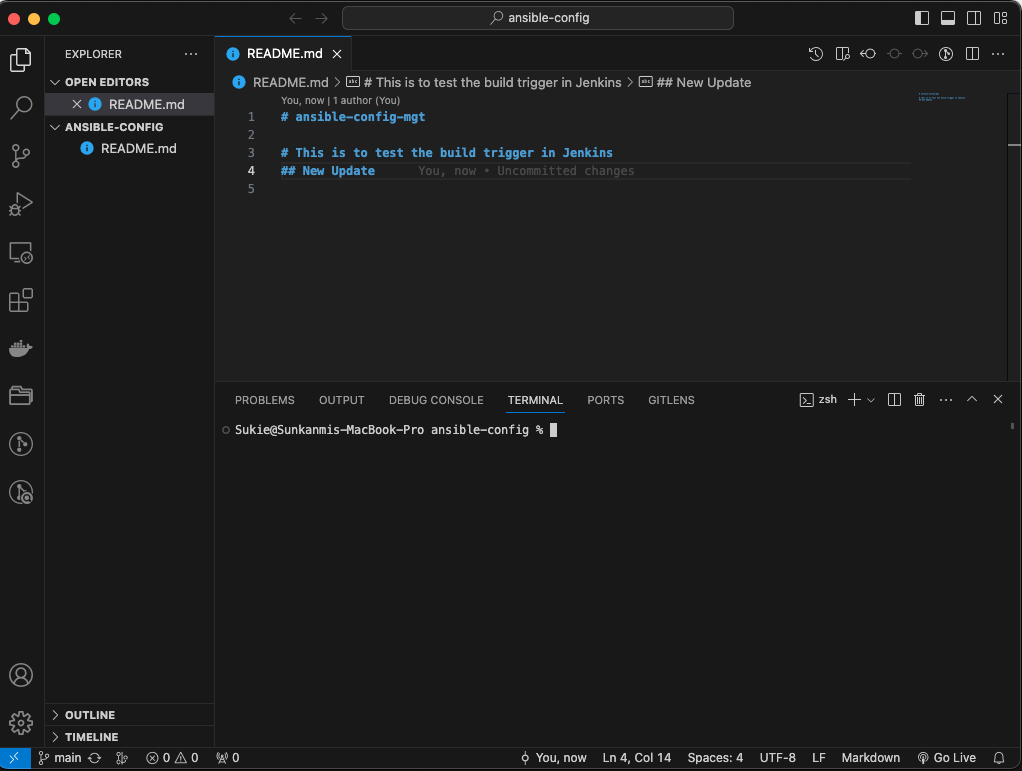 ansible-config
EXPLORER
OPEN EDITORS
README.md
ANSIBLE-CONFIG
README.md
OUTLINE
TIMELINE
README.md
README.md > # This is to test the build trigger in Jenkins > ## New Update
You, now | 1 author (You)
1 # ansible-config-mgt
2
3 # This is to test the build trigger in Jenkins
4 ## New Update You, now • Uncommitted changes
5
PROBLEMS OUTPUT DEBUG CONSOLE TERMINAL PORTS GITLENS zsh
Sukie@Sunkanmis-MacBook-Pro ansible-config %
main 0 0 0 You, now Ln 4, Col 14 Spaces: 4 UTF-8 LF Markdown Go Live